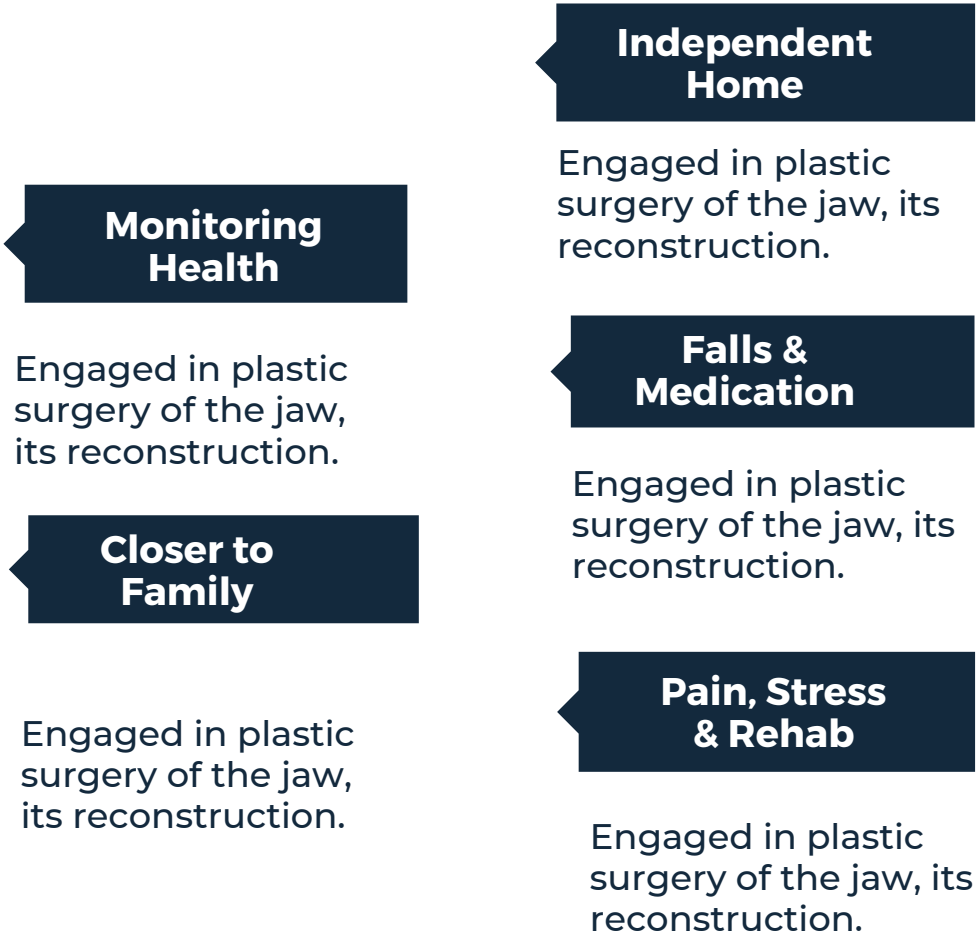 Monitoring
Health
Engaged in plastic
surgery of the jaw,
its reconstruction.
Closer to
Family
Engaged in plastic
surgery of the jaw,
its reconstruction.
Independent
Home
Engaged in plastic
surgery of the jaw, its
reconstruction.
Falls &
Medication
Engaged in plastic
surgery of the jaw, its
reconstruction.
Pain, Stress
& Rehab
Engaged in plastic
surgery of the jaw, its
reconstruction.